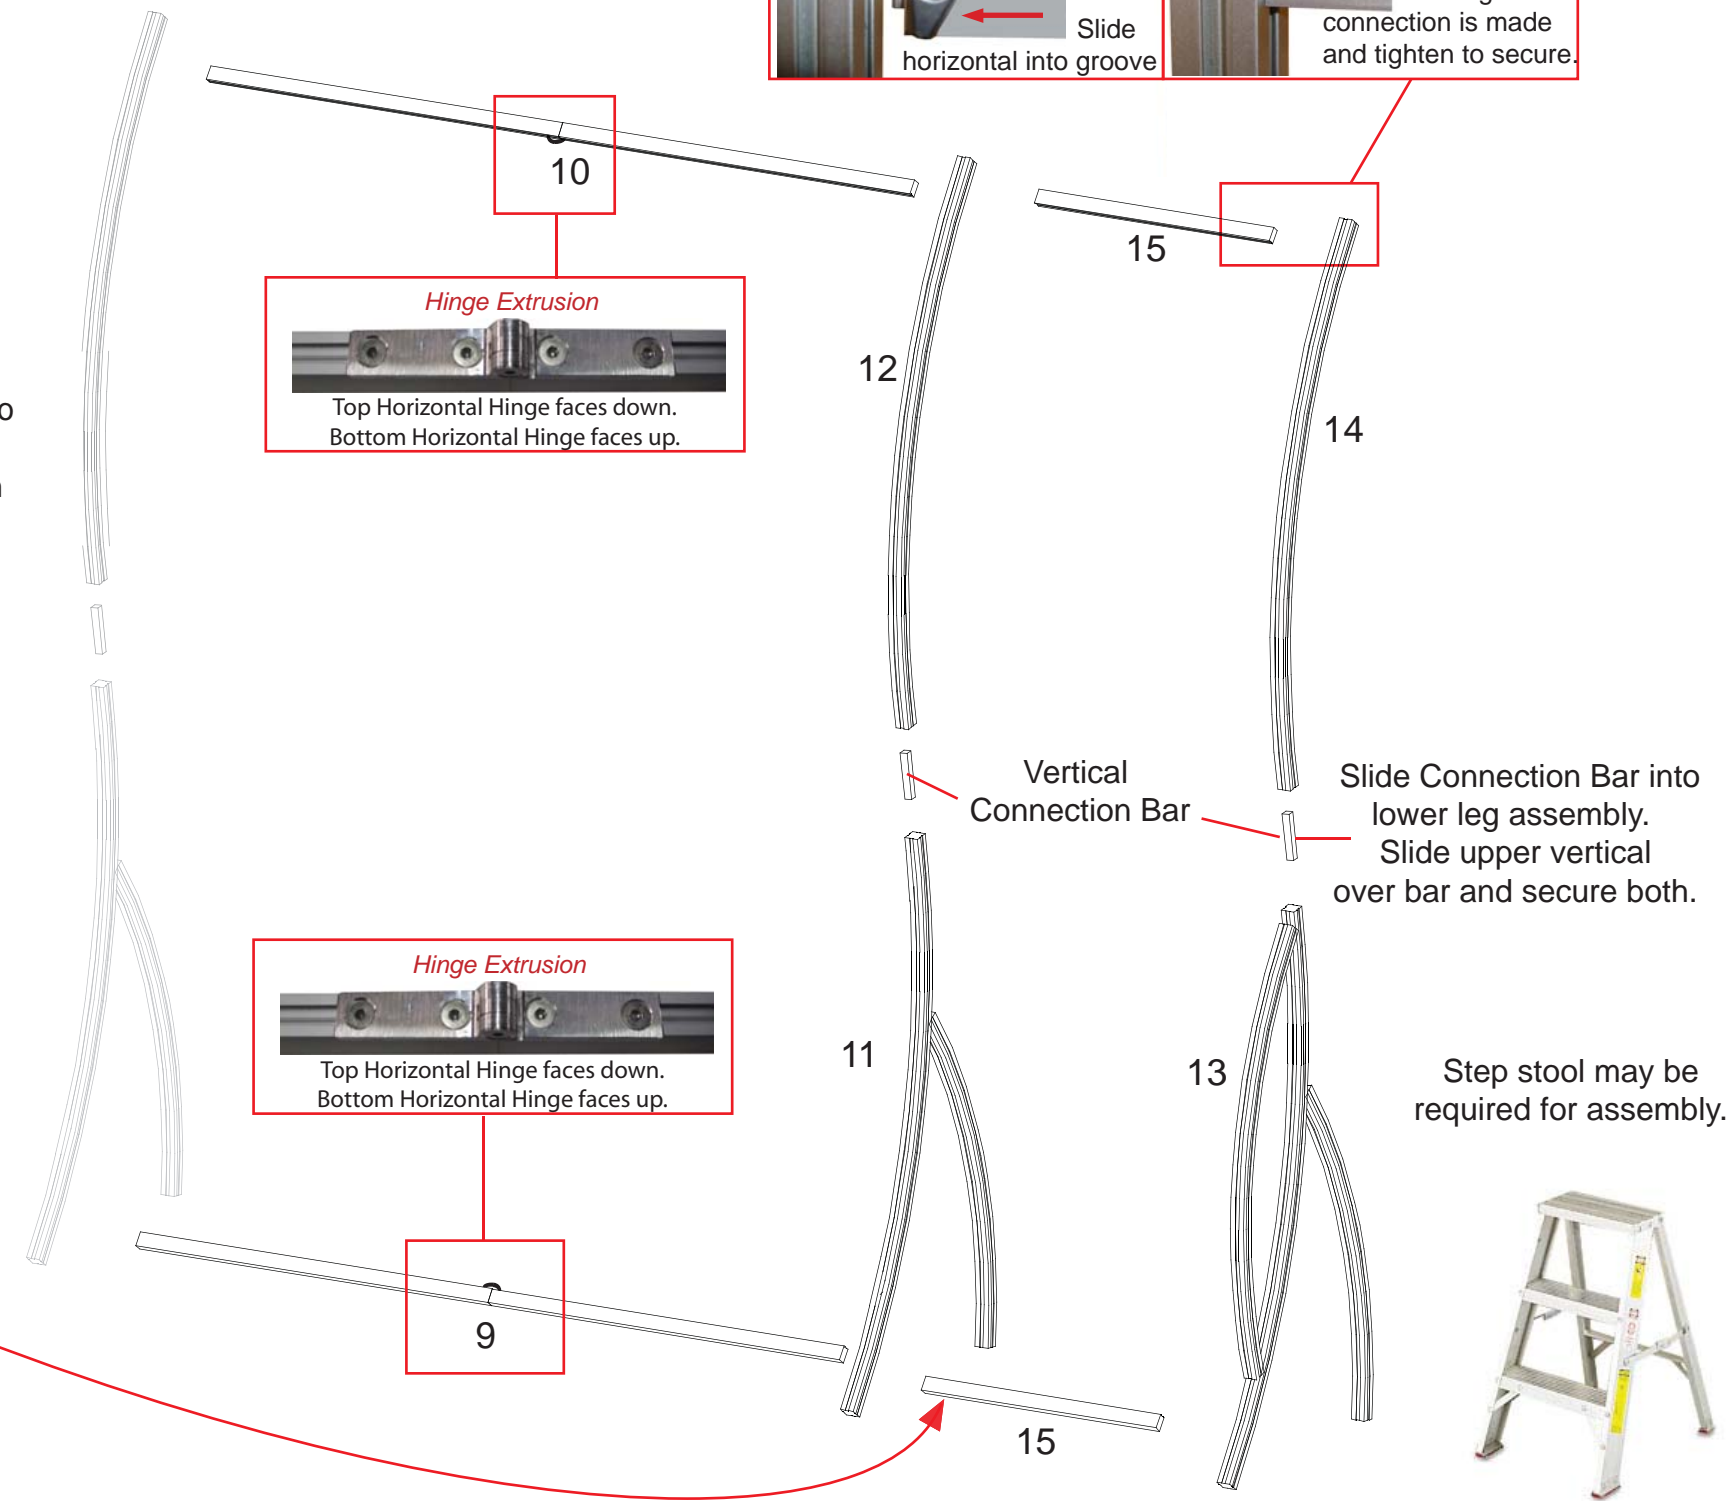 Slide
horizontal into groove
connection is made
and tighten to secure.
10
15
Hinge Extrusion
Top Horizontal Hinge faces down.
Bottom Horizontal Hinge faces up.
12
14
Vertical
Connection Bar
Slide Connection Bar into
lower leg assembly.
Slide upper vertical
over bar and secure both.
Hinge Extrusion
Top Horizontal Hinge faces down.
Bottom Horizontal Hinge faces up.
11
13
Step stool may be
required for assembly.
9
15